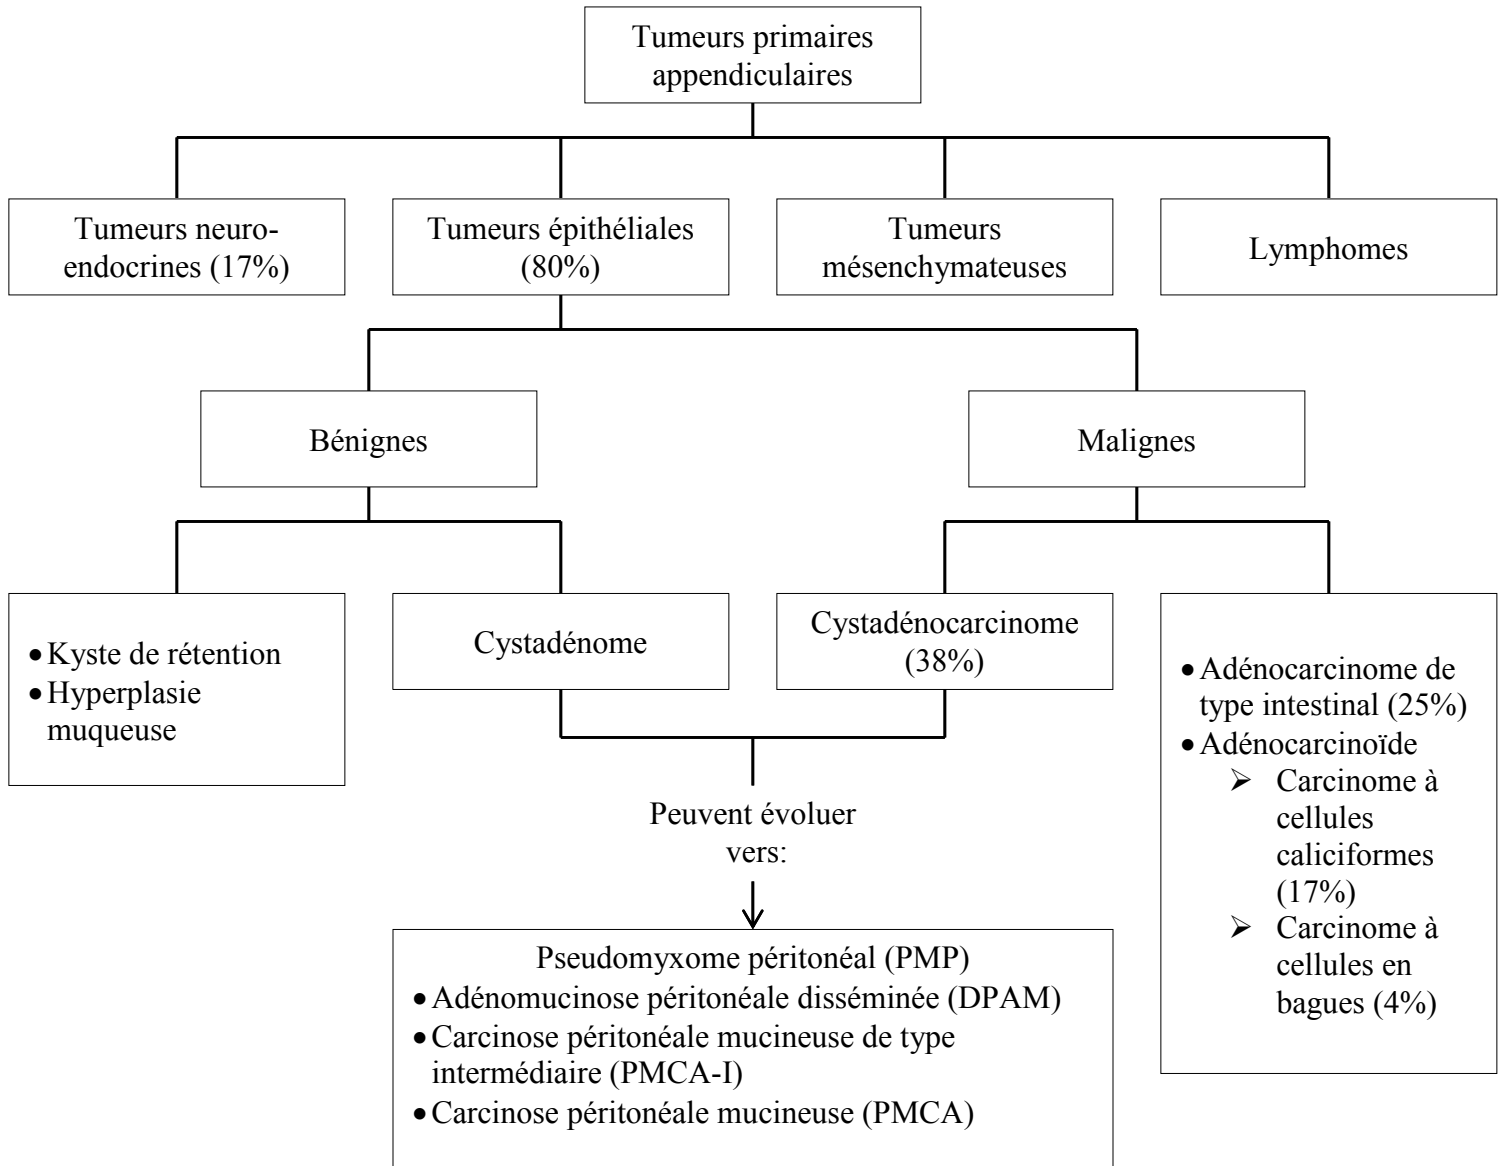 Tumeurs primaires
appendiculaires
Tumeurs neuro-
endocrines (17%)
Tumeurs épithéliales
(80%)
Tumeurs
mésenchymateuses
Lymphomes
Bénignes
Malignes
•Kyste de rétention
•Hyperplasie
muqueuse
Cystadénome
Cystadénocarcinome
(38%)
•Adénocarcinome de
type intestinal (25%)
•Adénocarcinoïde
➢ Carcinome à
cellules
caliciformes
(17%)
➢ Carcinome à
cellules en
bagues (4%)
Peuvent évoluer
vers:
Pseudomyxome péritonéal (PMP)
•Adénomucinose péritonéale disséminée (DPAM)
•Carcinose péritonéale mucineuse de type
intermédiaire (PMCA-I)
•Carcinose péritonéale mucineuse (PMCA)